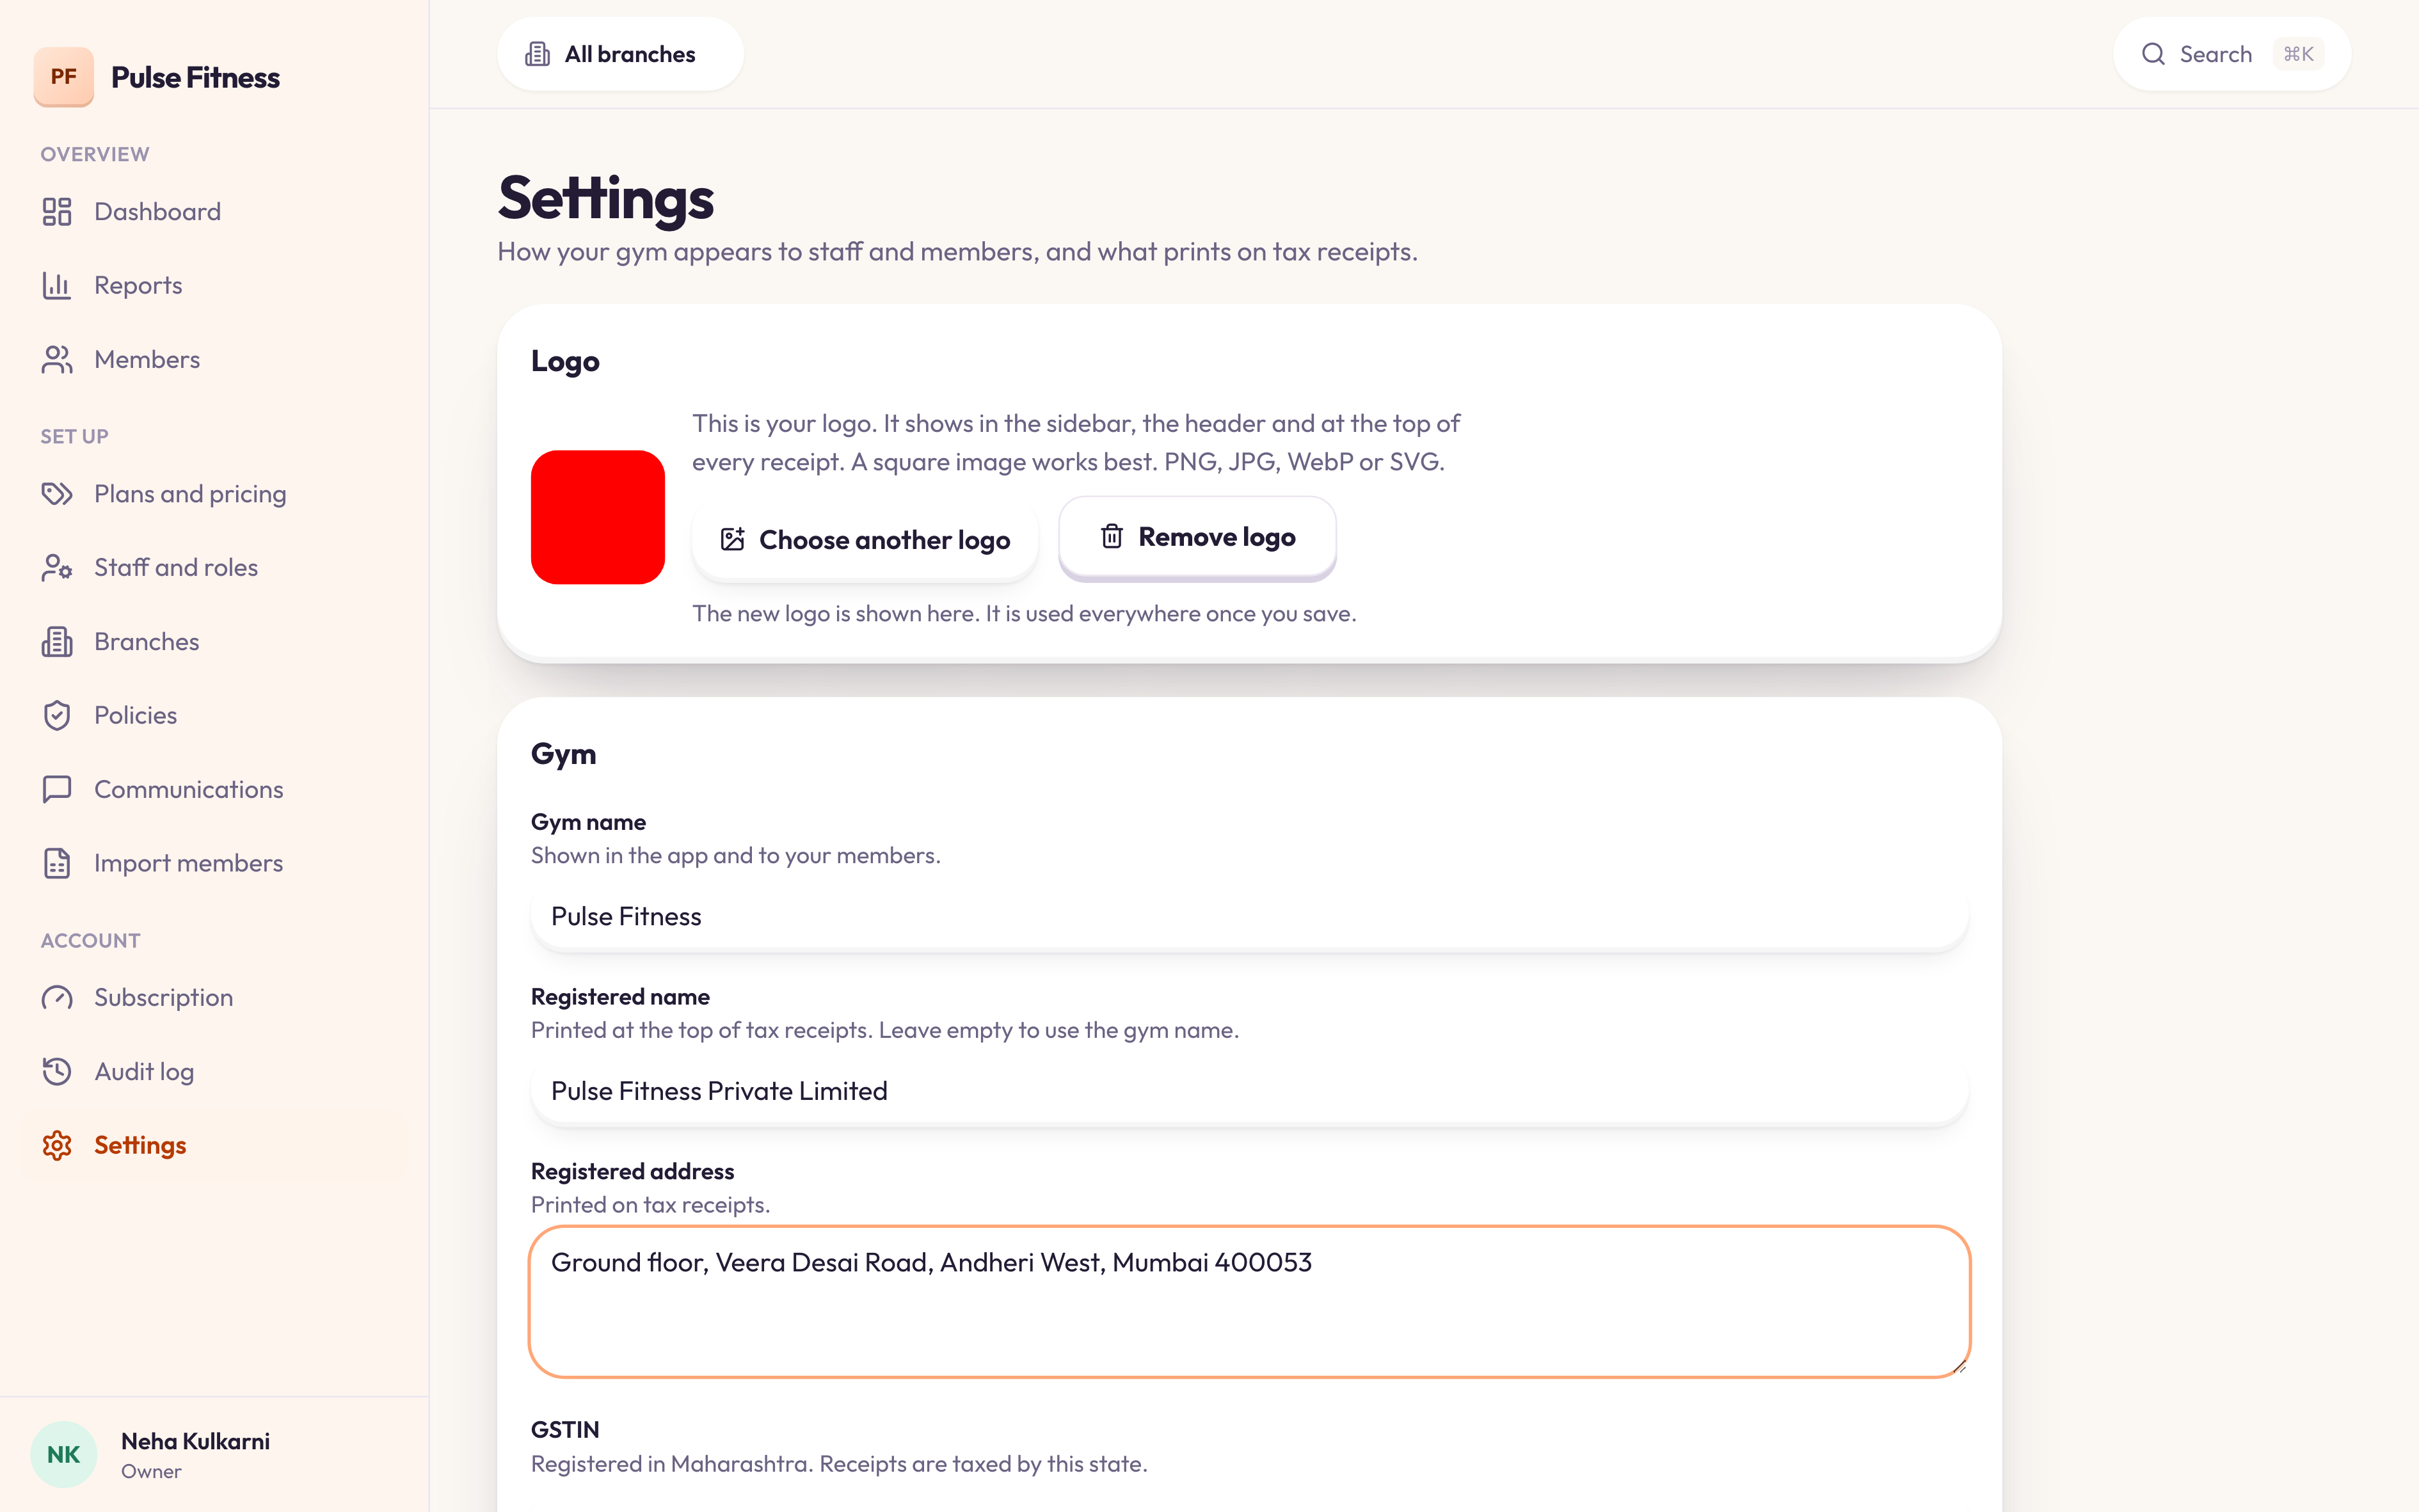 PF Pulse Fitness
OVERVIEW
Dashboard
Reports
Members
SET UP
Plans and pricing
Staff and roles
Branches
Policies
Communications
Import members
ACCOUNT
Subscription
Audit log
Settings
NK Neha Kulkarni
Owner
All branches
Search ⌘K
Settings
How your gym appears to staff and members, and what prints on tax receipts.
Logo
This is your logo. It shows in the sidebar, the header and at the top of
every receipt. A square image works best. PNG, JPG, WebP or SVG.
Choose another logo
Remove logo
The new logo is shown here. It is used everywhere once you save.
Gym
Gym name
Shown in the app and to your members.
Pulse Fitness
Registered name
Printed at the top of tax receipts. Leave empty to use the gym name.
Pulse Fitness Private Limited
Registered address
Printed on tax receipts.
Ground floor, Veera Desai Road, Andheri West, Mumbai 400053
GSTIN
Registered in Maharashtra. Receipts are taxed by this state.